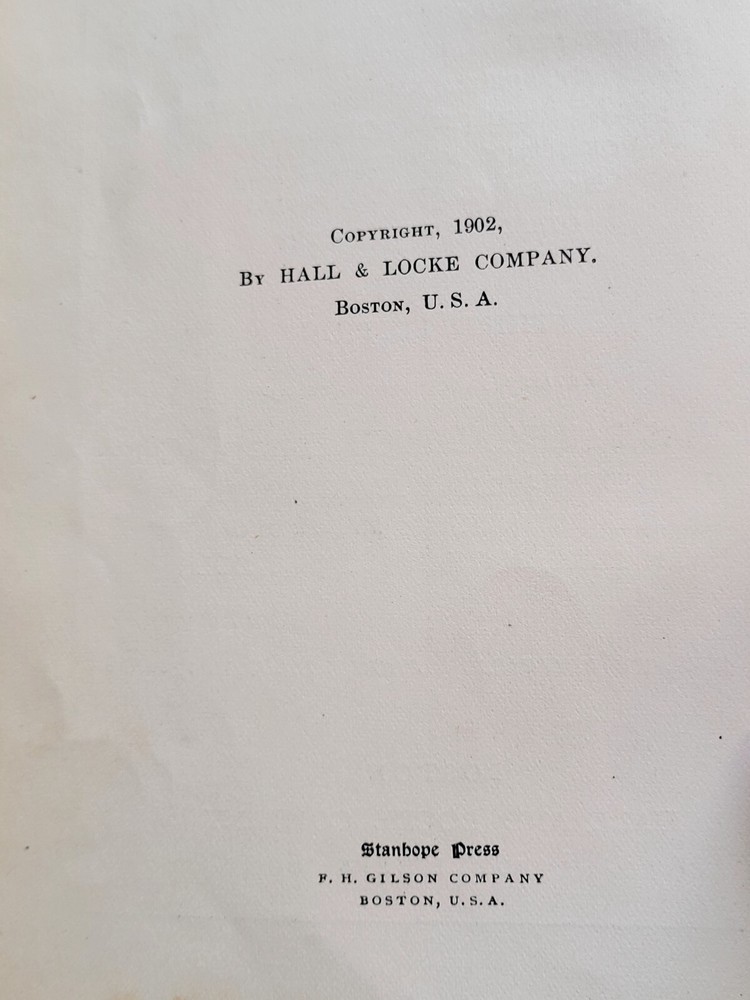 Copyright, 1902,
By HALL & LOCKE COMPANY.
Boston, U. S. A.
Stanhope Press
F. H. GILSON COMPANY
BOSTON, U. S. A.